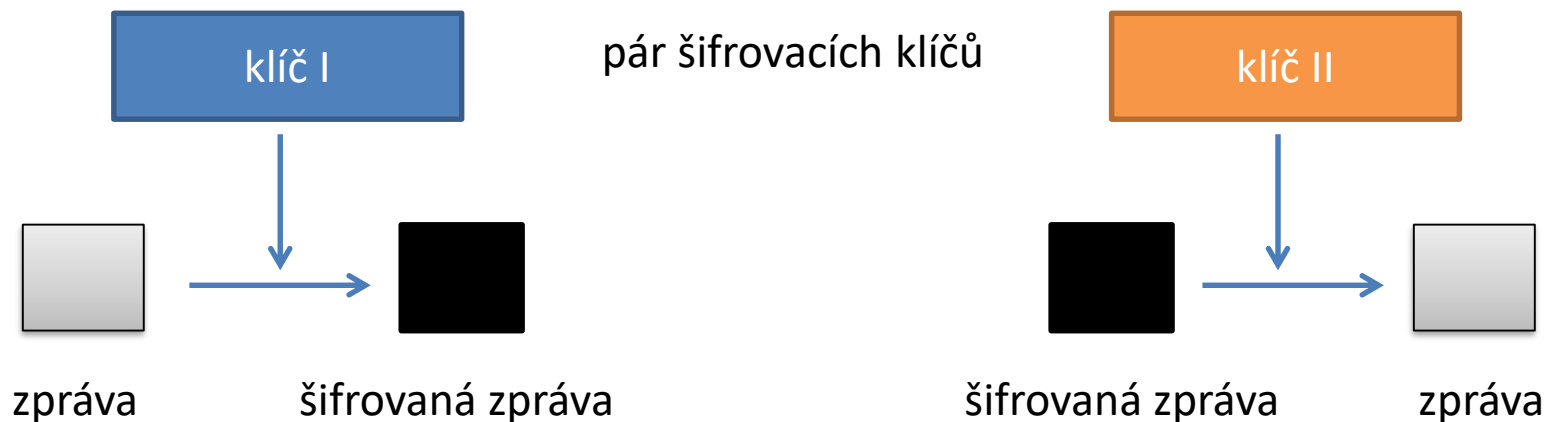 klíč I
pár šifrovacích klíčů
klíč II
zpráva
šifrovaná zpráva
šifrovaná zpráva
zpráva